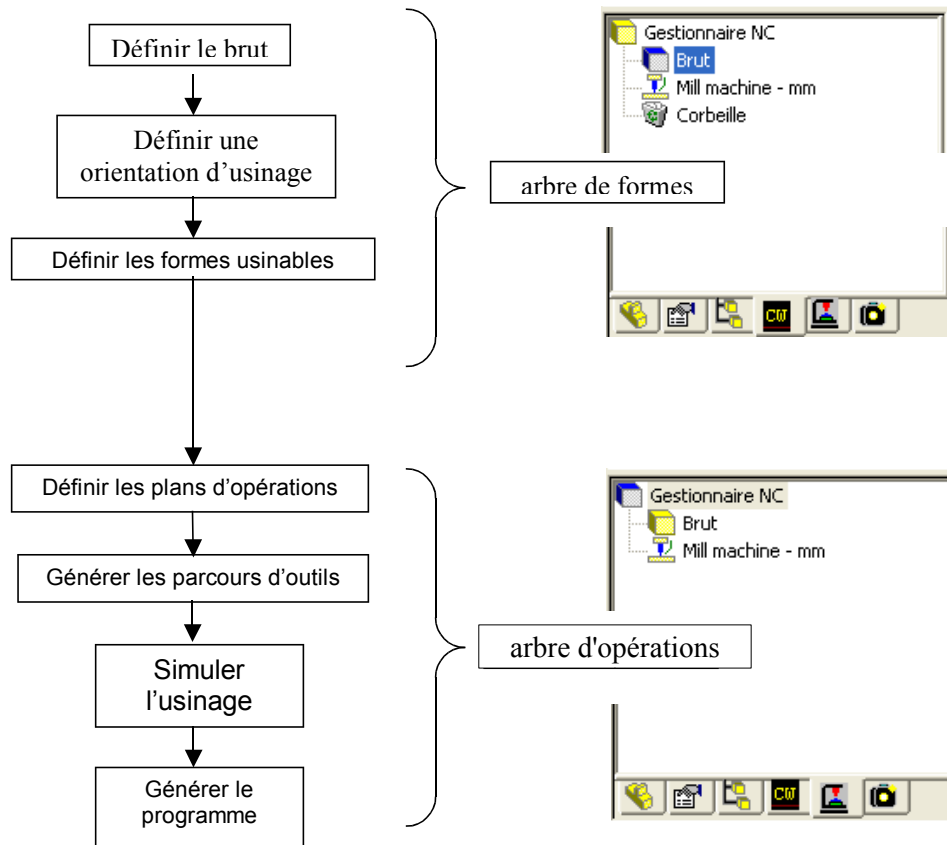 Définir le brut
Définir une
orientation d'usinage
Définir les formes usinables
arbre de formes
Gestionnaire NC
Brut
Mill machine - mm
Corbeille
CW
Définir les plans d'opérations
Générer les parcours d'outils
Simuler
l'usinage
Générer le
programme
arbre d'opérations
Gestionnaire NC
Brut
Mill machine - mm
CW